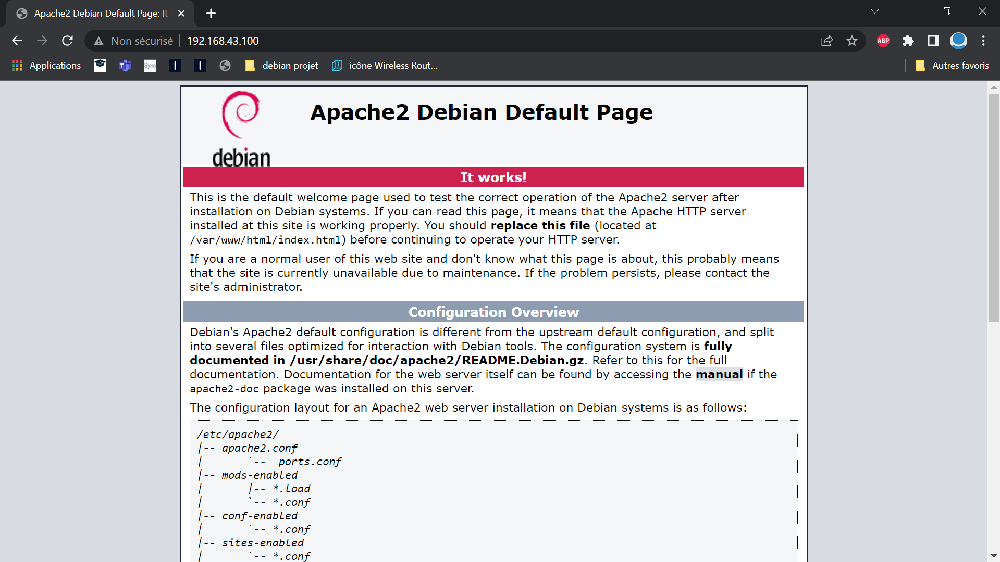 Apache2 Debian Default Page: It
Non sécurisé 192.168.43.100
ABP
Applications
Syno
debian projet
icône Wireless Rout...
Autres favoris
debian
Apache2 Debian Default Page
It works!
This is the default welcome page used to test the correct operation of the Apache2 server after
installation on Debian systems. If you can read this page, it means that the Apache HTTP server
installed at this site is working properly. You should replace this file (located at
/var/www/html/index.html) before continuing to operate your HTTP server.
If you are a normal user of this web site and don't know what this page is about, this probably means
that the site is currently unavailable due to maintenance. If the problem persists, please contact the
site's administrator.
Configuration Overview
Debian's Apache2 default configuration is different from the upstream default configuration, and split
into several files optimized for interaction with Debian tools. The configuration system is fully
documented in /usr/share/doc/apache2/README.Debian.gz. Refer to this for the full
documentation. Documentation for the web server itself can be found by accessing the manual if the
apache2-doc package was installed on this server.
The configuration layout for an Apache2 web server installation on Debian systems is as follows:
/etc/apache2/
|-- apache2.conf
|       `--  ports.conf
|-- mods-enabled
|       |-- *.load
|       `-- *.conf
|-- conf-enabled
|       `-- *.conf
|-- sites-enabled
|       `-- *.conf